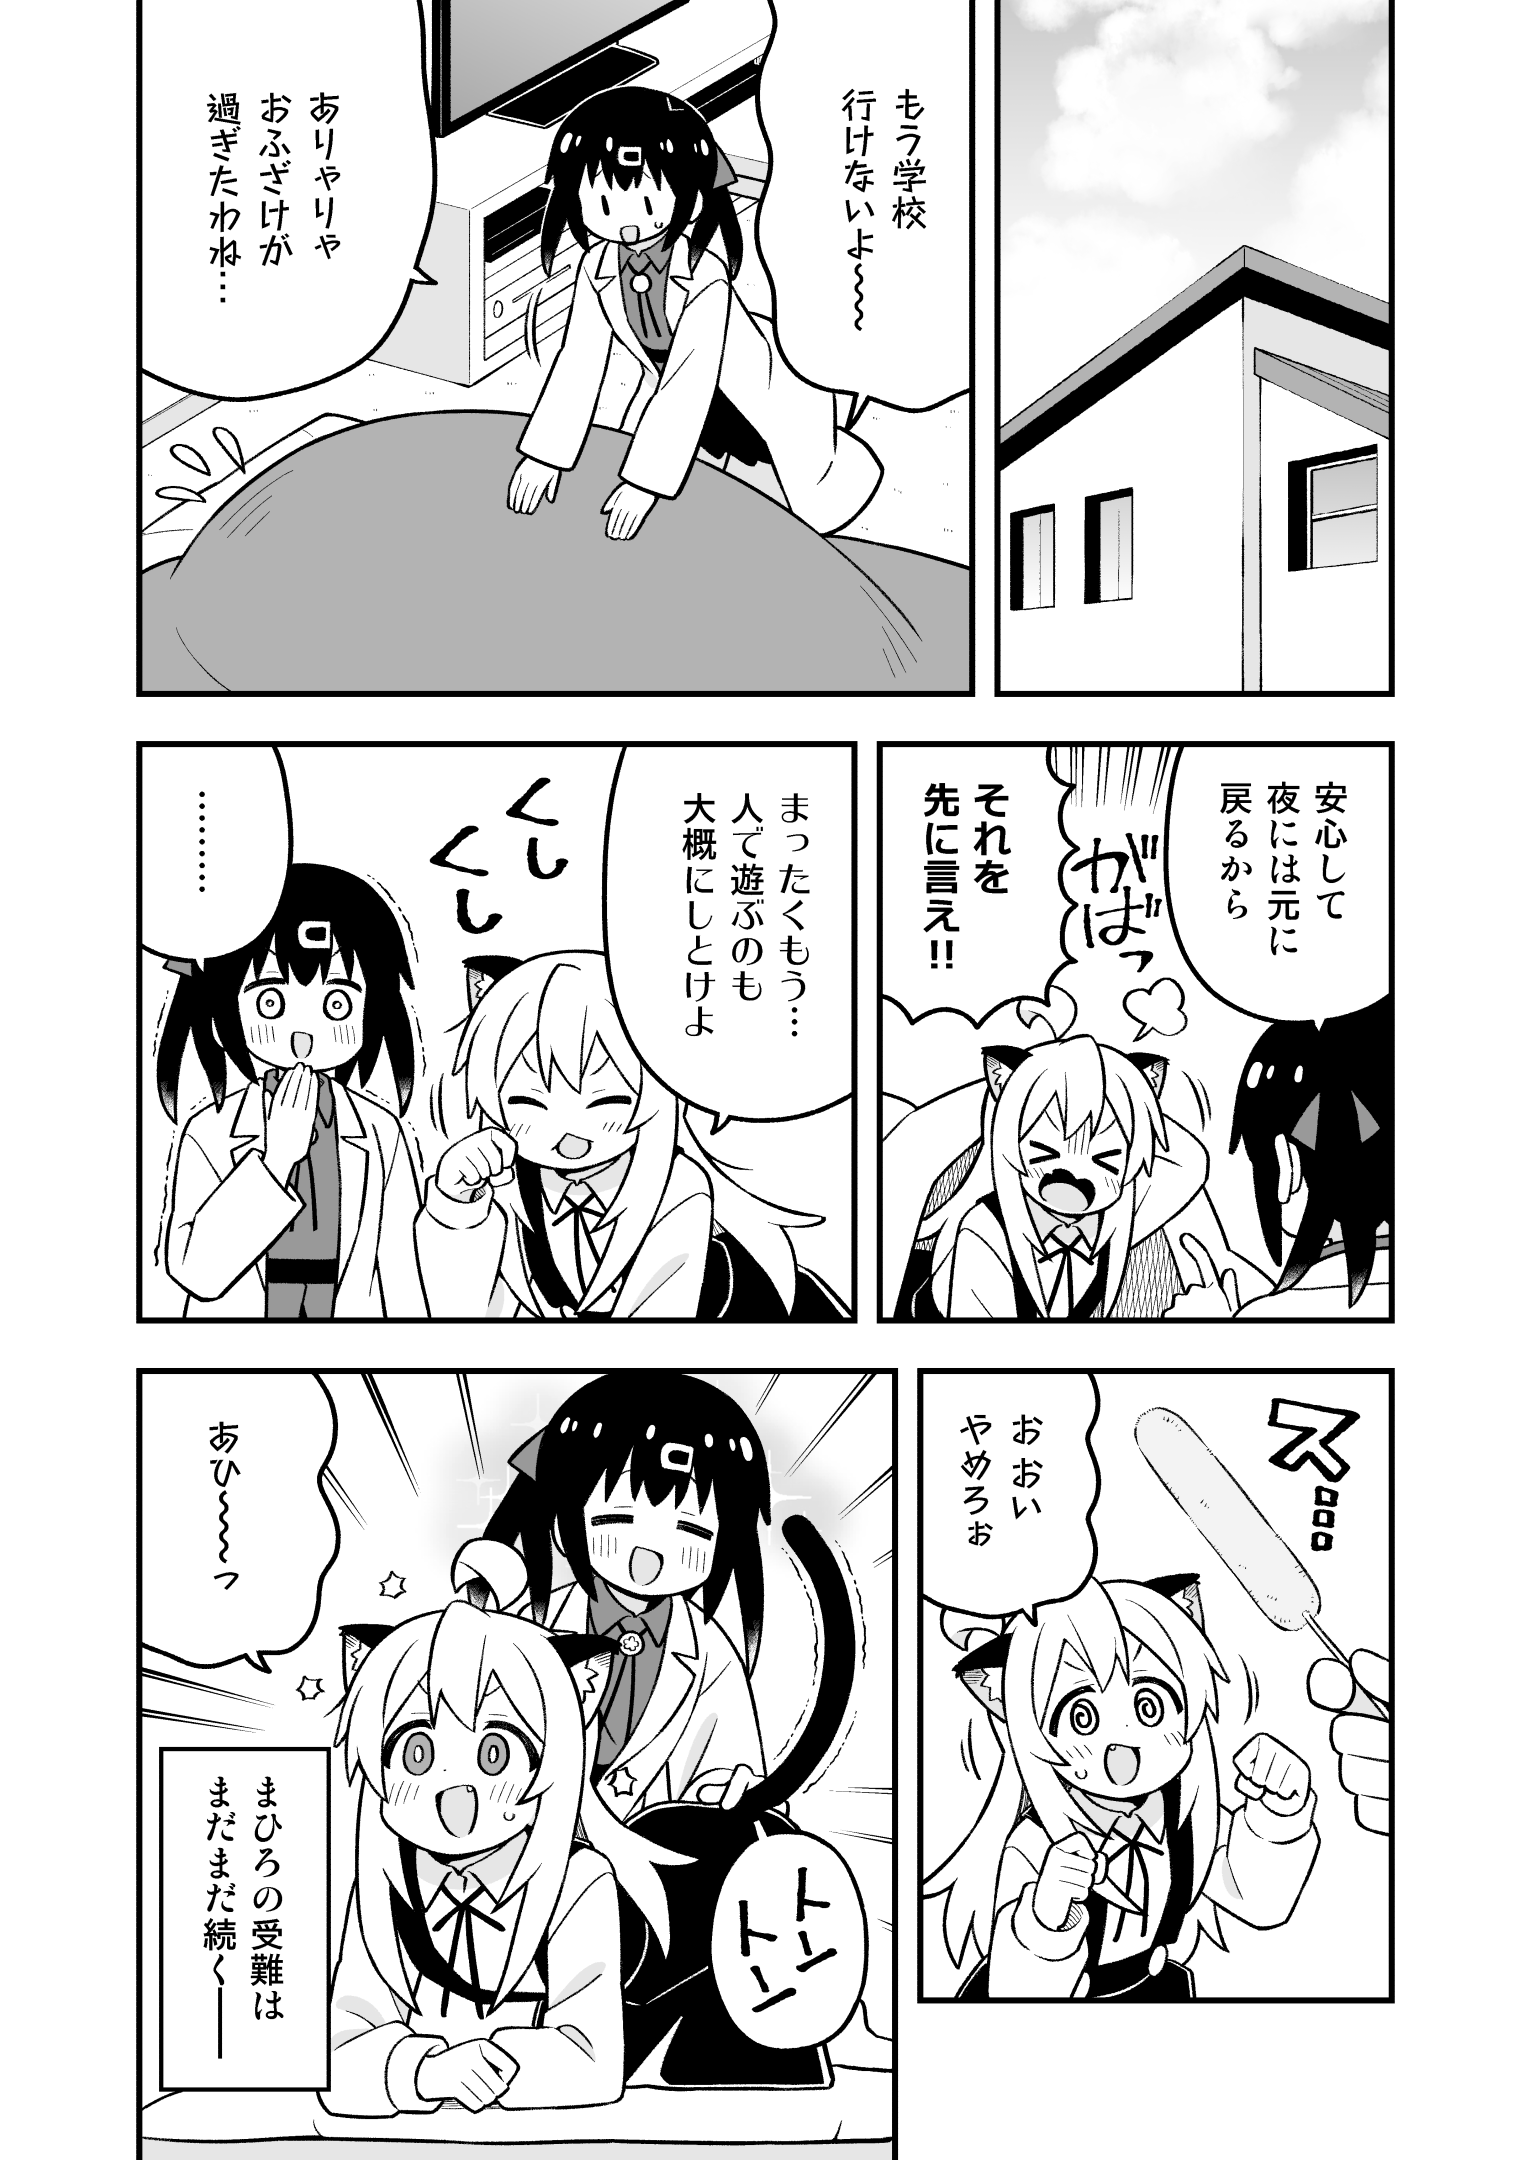 もう学校
行けないよ〜〜〜
ありゃりゃ
おふざけが
過ぎたわね…
安心して
夜には元に
戻るから
がばっ
それを
先に言え!!
まったくもう…
人で遊ぶのも
大概にしとけよ
くし
くし
………
ス…
おおい
やめろぉ
トーン
トーン
あひ〜〜〜っ
まひろの受難は
まだまだ続く――